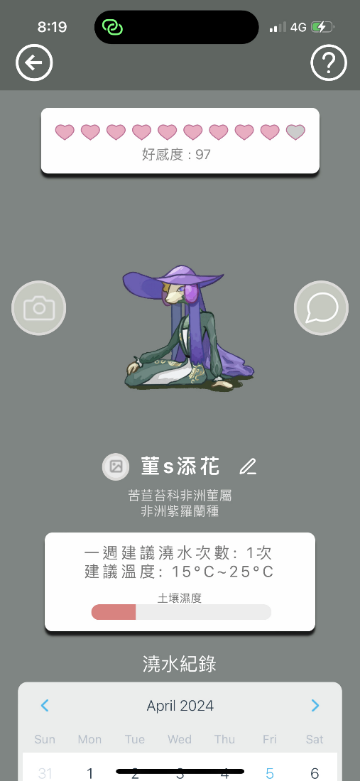 8:19
4G
?
好感度 : 97
菫s添花
苦苣苔科非洲菫屬
非洲紫羅蘭種
一週建議澆水次數: 1次
建議溫度: 15°C~25°C
土壤濕度
澆水紀錄
April 2024
Sun Mon Tue Wed Thu Fri Sat
31 1 2 3 4 5 6